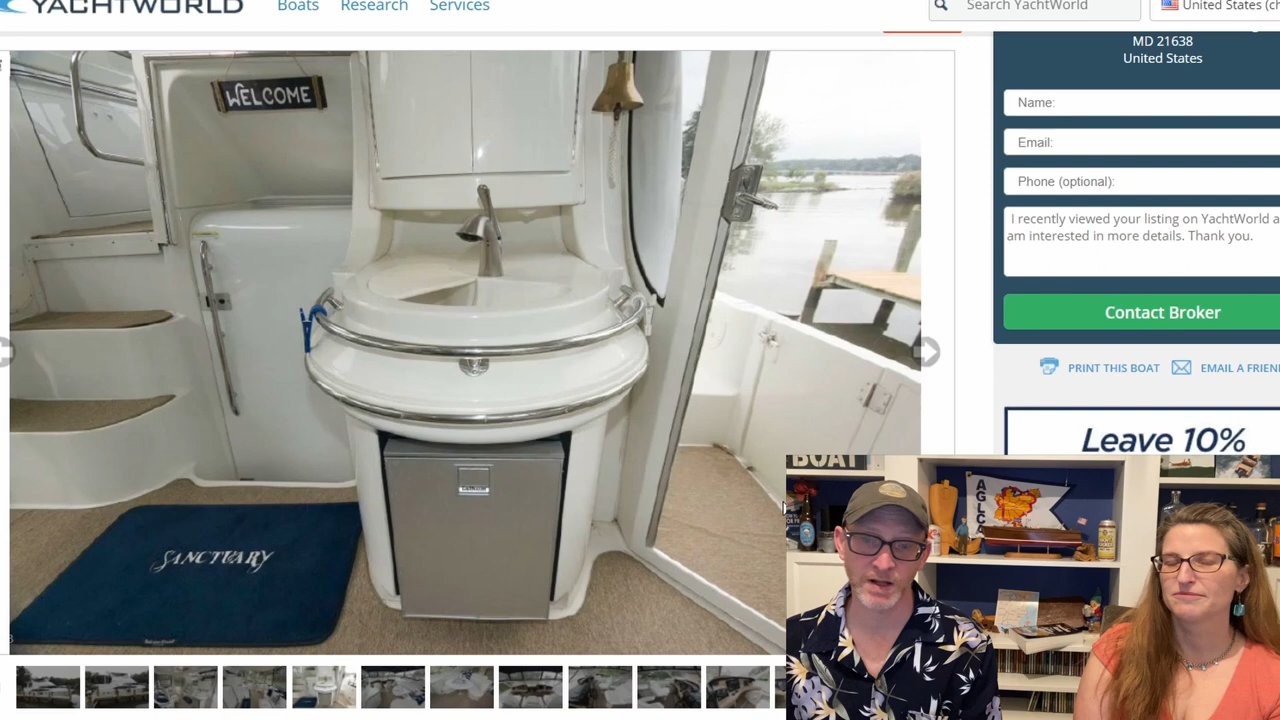 YACHTWORLD
Boats
Research
Services
Search YachtWorld
United States (ch
MD 21638
United States
Name:
Email:
Phone (optional):
I recently viewed your listing on YachtWorld a
am interested in more details. Thank you.
Contact Broker
PRINT THIS BOAT
EMAIL A FRIEN
Leave 10%
WELCOME
SANCTUARY
BOAT
AGLC